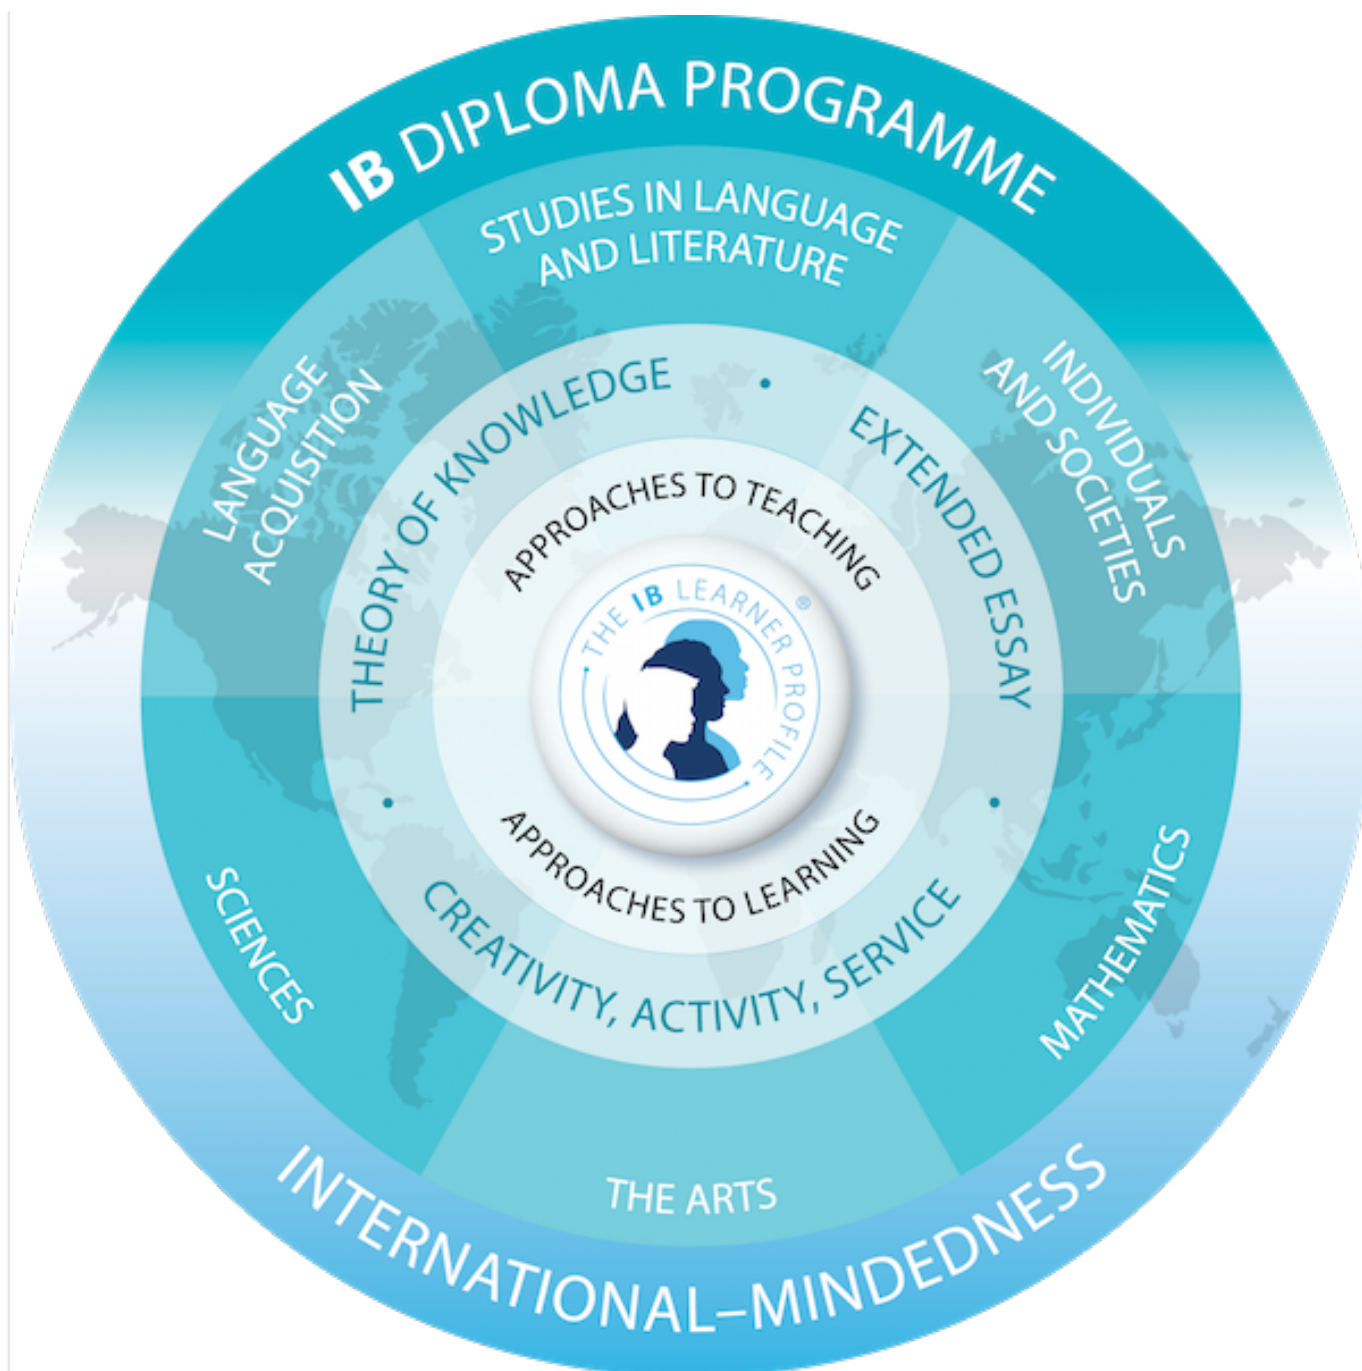 IB DIPLOMA PROGRAMME
STUDIES IN LANGUAGE
AND LITERATURE
LANGUAGE
ACQUISITION
INDIVIDUALS
AND SOCIETIES
THEORY OF KNOWLEDGE •
EXTENDED ESSAY •
APPROACHES TO TEACHING
THE IB LEARNER PROFILE ®
APPROACHES TO LEARNING
CREATIVITY, ACTIVITY, SERVICE •
SCIENCES
MATHEMATICS
THE ARTS
INTERNATIONAL–MINDEDNESS